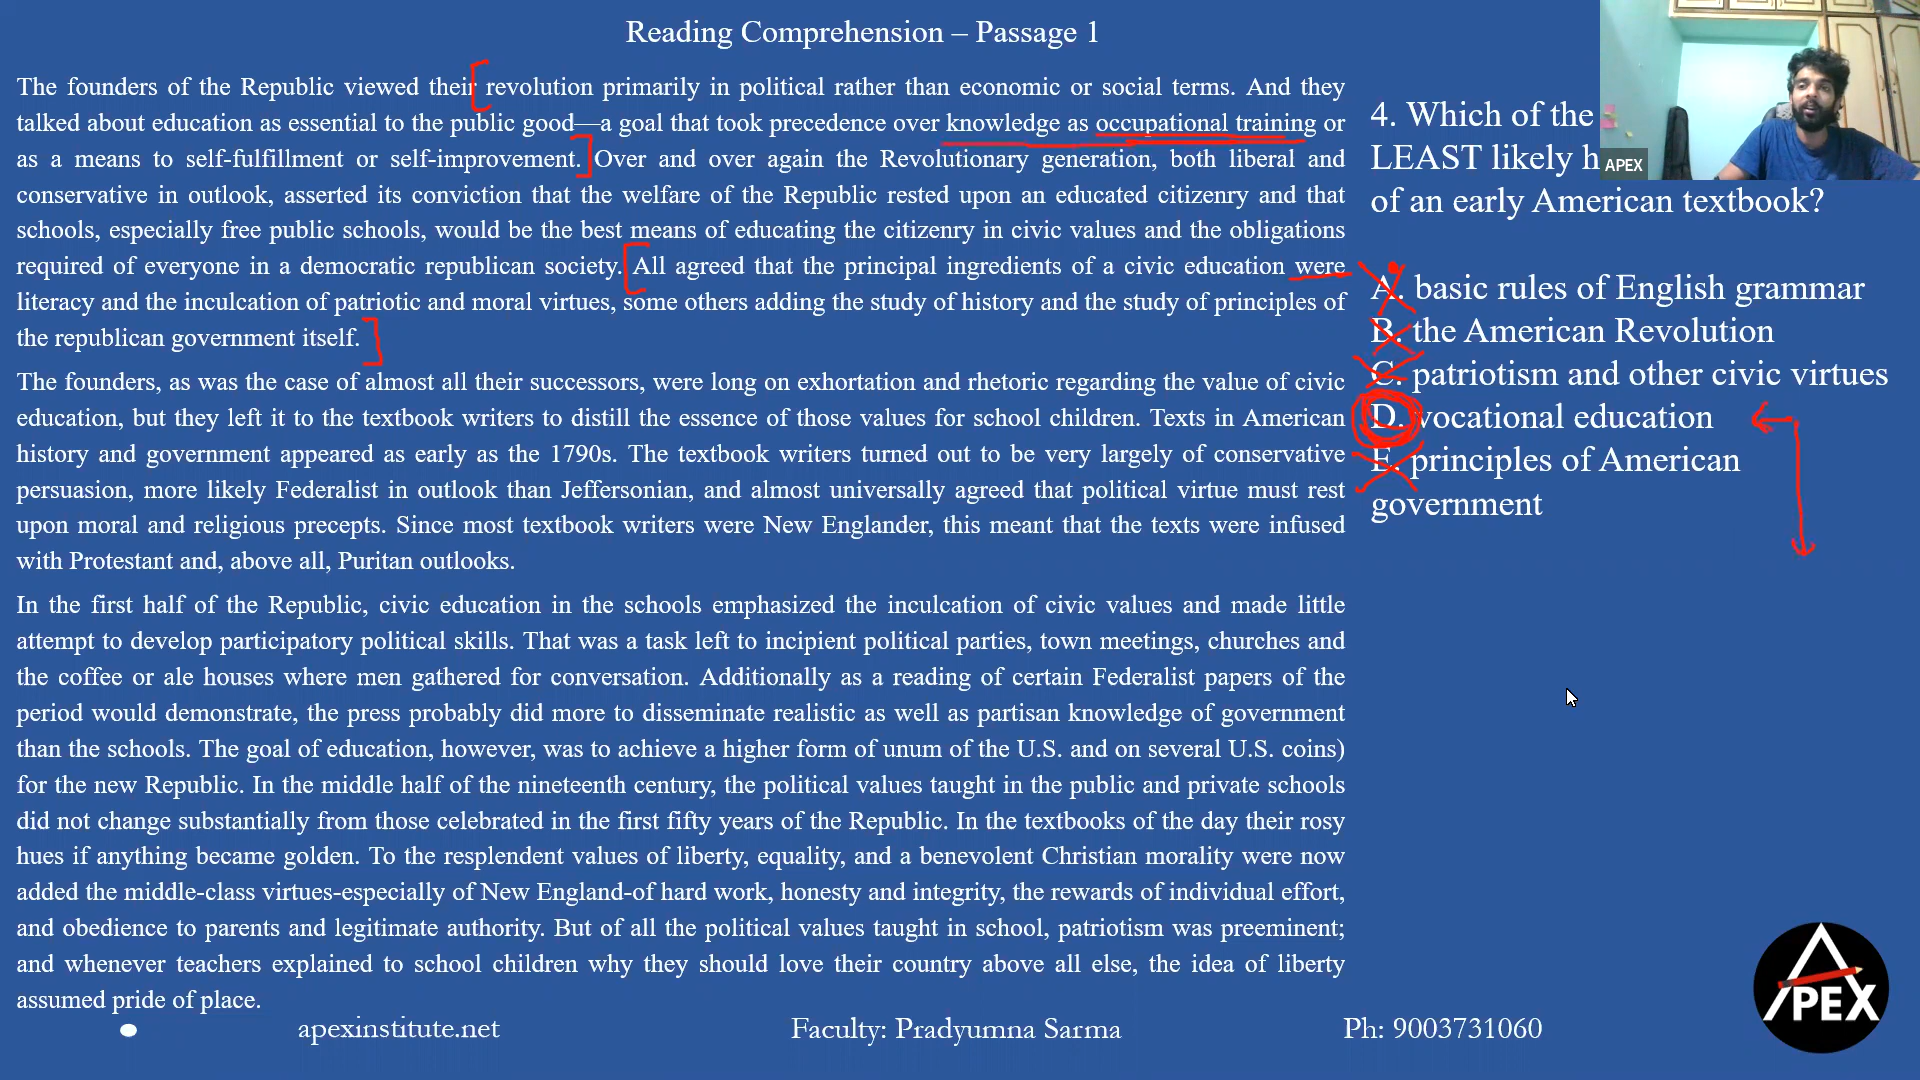 Reading Comprehension – Passage 1
The founders of the Republic viewed their revolution primarily in political rather than economic or social terms. And they
talked about education as essential to the public good—a goal that took precedence over knowledge as occupational training or
as a means to self-fulfillment or self-improvement. Over and over again the Revolutionary generation, both liberal and
conservative in outlook, asserted its conviction that the welfare of the Republic rested upon an educated citizenry and that
schools, especially free public schools, would be the best means of educating the citizenry in civic values and the obligations
required of everyone in a democratic republican society. All agreed that the principal ingredients of a civic education were
literacy and the inculcation of patriotic and moral virtues, some others adding the study of history and the study of principles of
the republican government itself.
The founders, as was the case of almost all their successors, were long on exhortation and rhetoric regarding the value of civic
education, but they left it to the textbook writers to distill the essence of those values for school children. Texts in American
history and government appeared as early as the 1790s. The textbook writers turned out to be very largely of conservative
persuasion, more likely Federalist in outlook than Jeffersonian, and almost universally agreed that political virtue must rest
upon moral and religious precepts. Since most textbook writers were New Englander, this meant that the texts were infused
with Protestant and, above all, Puritan outlooks.
In the first half of the Republic, civic education in the schools emphasized the inculcation of civic values and made little
attempt to develop participatory political skills. That was a task left to incipient political parties, town meetings, churches and
the coffee or ale houses where men gathered for conversation. Additionally as a reading of certain Federalist papers of the
period would demonstrate, the press probably did more to disseminate realistic as well as partisan knowledge of government
than the schools. The goal of education, however, was to achieve a higher form of unum of the U.S. and on several U.S. coins)
for the new Republic. In the middle half of the nineteenth century, the political values taught in the public and private schools
did not change substantially from those celebrated in the first fifty years of the Republic. In the textbooks of the day their rosy
hues if anything became golden. To the resplendent values of liberty, equality, and a benevolent Christian morality were now
added the middle-class virtues-especially of New England-of hard work, honesty and integrity, the rewards of individual effort,
and obedience to parents and legitimate authority. But of all the political values taught in school, patriotism was preeminent;
and whenever teachers explained to school children why they should love their country above all else, the idea of liberty
assumed pride of place.
4. Which of the
LEAST likely h
of an early American textbook?
A. basic rules of English grammar
B. the American Revolution
C. patriotism and other civic virtues
D. vocational education
E. principles of American
government
APEX
apexinstitute.net
Faculty: Pradyumna Sarma
Ph: 9003731060
APEX